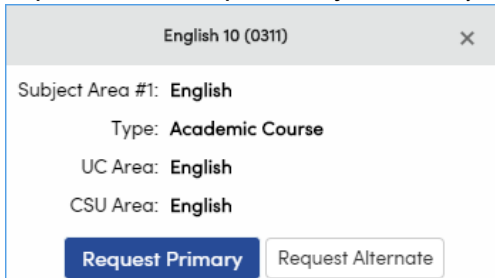 English 10 (0311) ×
Subject Area #1: English
Type: Academic Course
UC Area: English
CSU Area: English
Request Primary Request Alternate